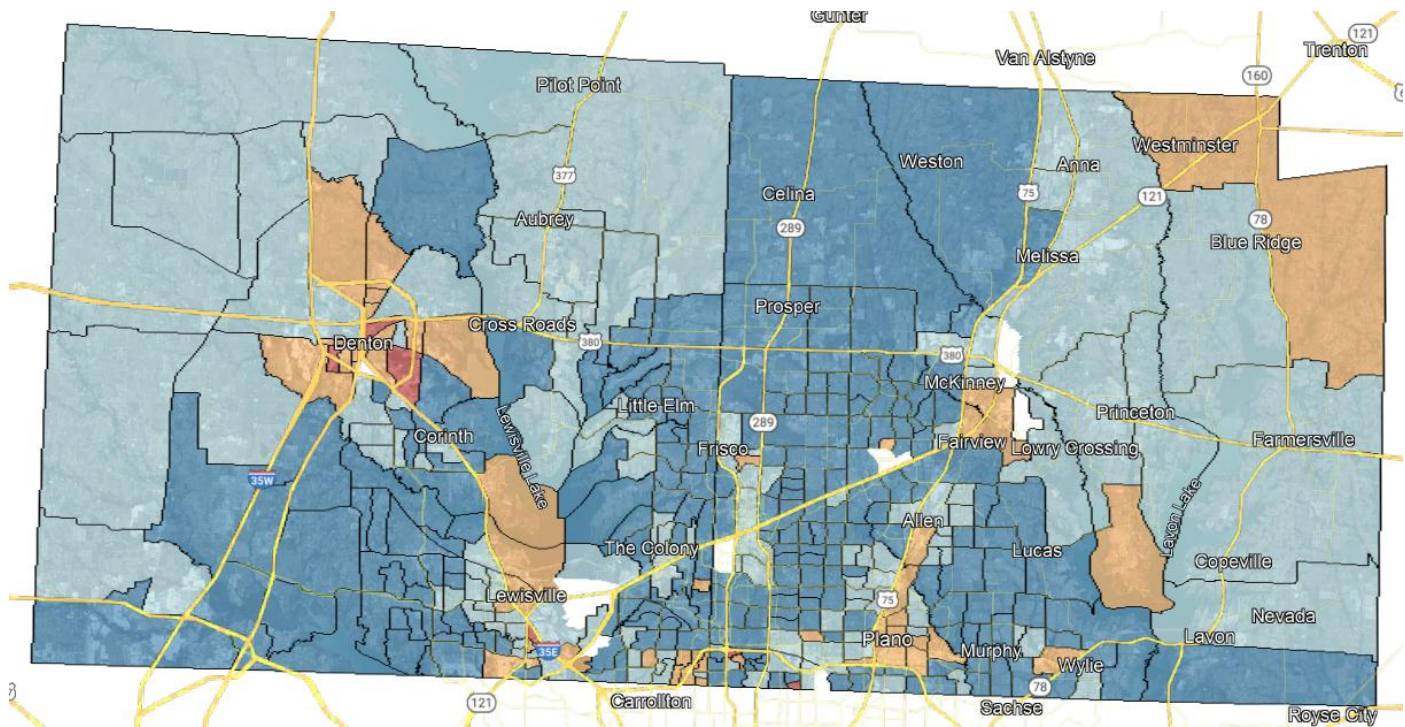 Gunter
121
Van Alstyne
Trenton
160
Pilot Point
Westminster
Weston
Anna
377
75
Celina
121
Aubrey
78
289
Blue Ridge
Melissa
Prosper
Cross Roads
Denton
380
380
McKinney
Little Elm
Princeton
Lewisville Lake
Corinth
289
Frisco
Fairview
Lowry Crossing
Farmersville
35W
Allen
Lavon Lake
The Colony
Lucas
Copeville
Lewisville
75
Nevada
Plano
Lavon
35E
Murphy
Wylie
78
121
Carrollton
Sachse
Royse City